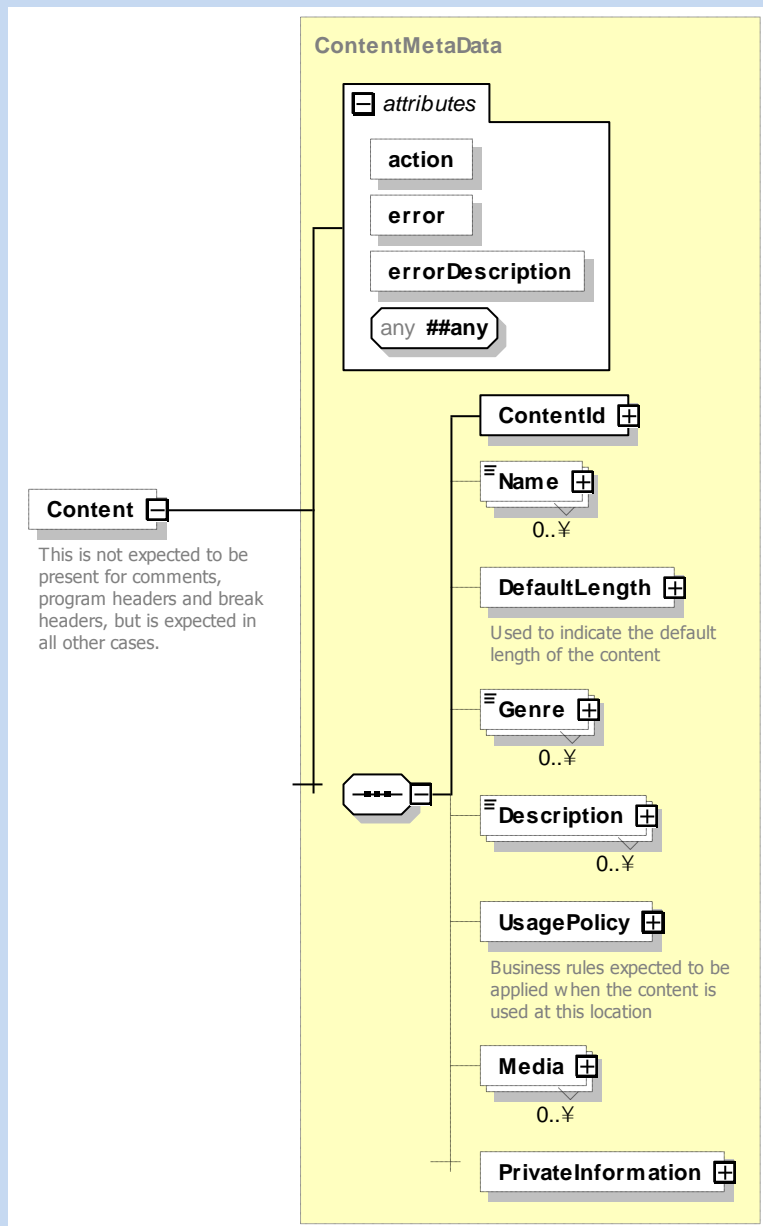 ContentMetaData
attributes
action
error
errorDescription
any ##any
Content
This is not expected to be
present for comments,
program headers and break
headers, but is expected in
all other cases.
ContentId
Name
0..¥
DefaultLength
Used to indicate the default
length of the content
Genre
0..¥
Description
0..¥
UsagePolicy
Business rules expected to be
applied when the content is
used at this location
Media
0..¥
PrivateInformation